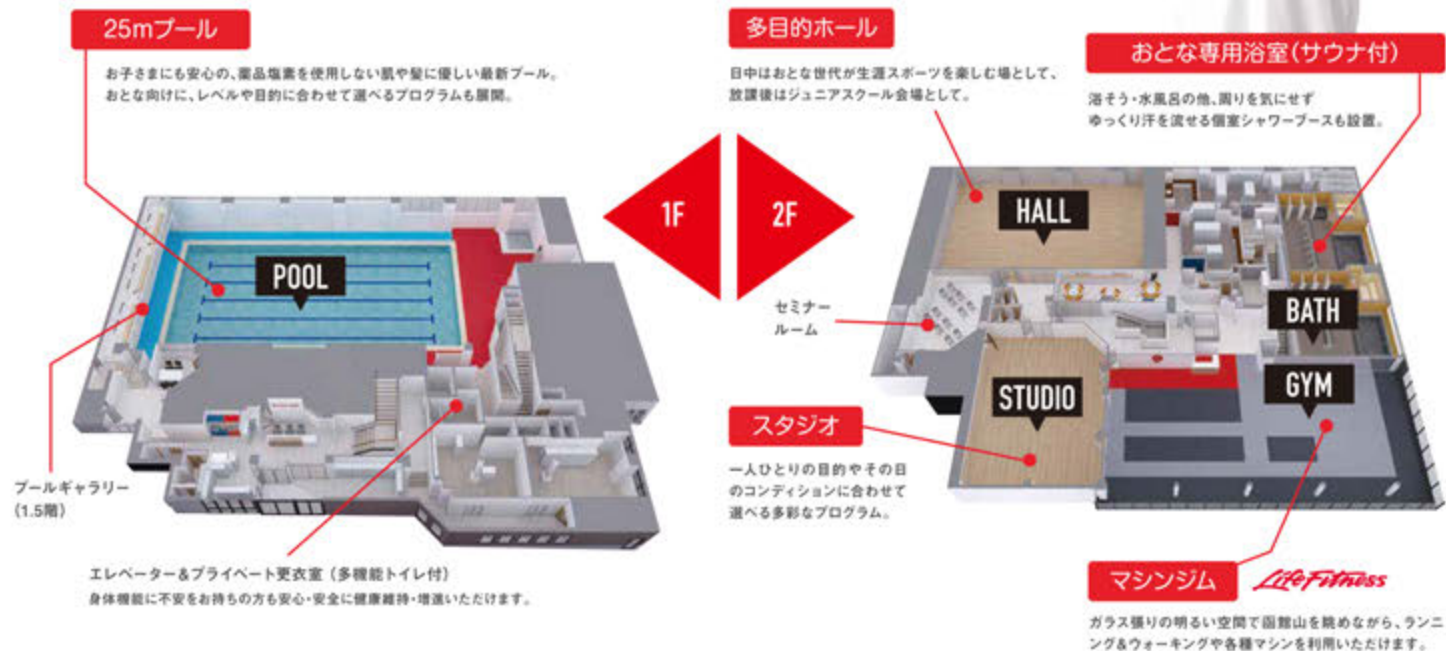 25mプール
お子さまにも安心の、薬品塩素を使用しない肌や髪に優しい最新プール。
おとな向けに、レベルや目的に合わせて選べるプログラムも展開。
POOL
プールギャラリー
(1.5階)
エレベーター&プライベート更衣室（多機能トイレ付）
身体機能に不安をお持ちの方も安心・安全に健康維持・増進いただけます。
1F
2F
多目的ホール
日中はおとな世代が生涯スポーツを楽しむ場として、
放課後はジュニアスクール会場として。
おとな専用浴室(サウナ付)
浴そう・水風呂の他、周りを気にせず
ゆっくり汗を流せる個室シャワーブースも設置。
HALL
セミナー
ルーム
BATH
STUDIO
GYM
スタジオ
一人ひとりの目的やその日
のコンディションに合わせて
選べる多彩なプログラム。
マシンジム
LifeFitness
ガラス張りの明るい空間で函館山を眺めながら、ランニ
ング&ウォーキングや各種マシンを利用いただけます。